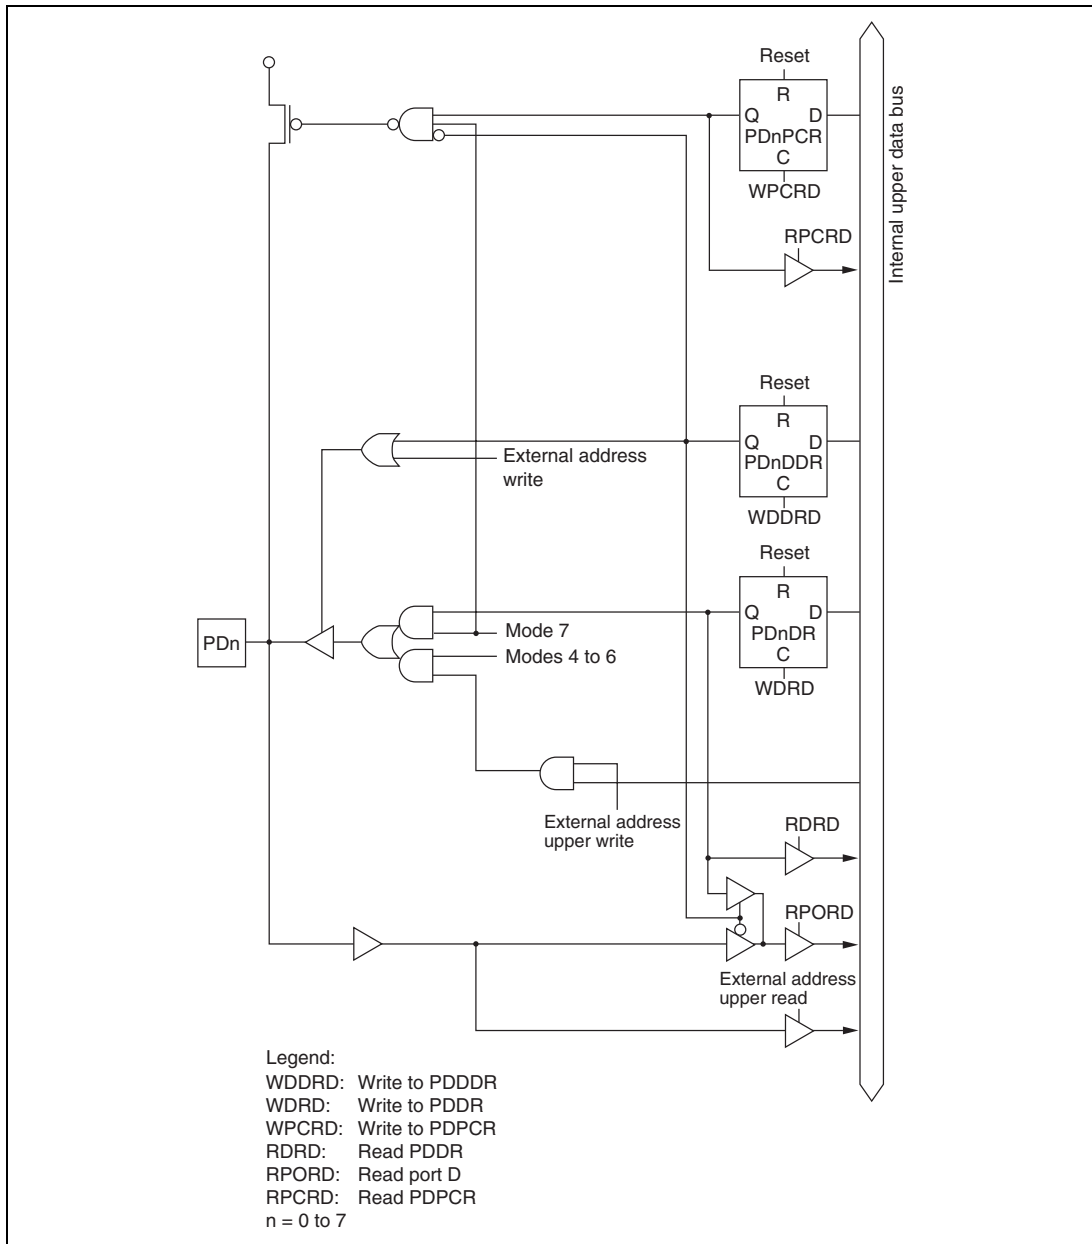 Reset
R
Q D
PDnPCR
C
WPCRD
Internal upper data bus
RPCRD
Reset
R
Q D
PDnDDR
C
WDDRD
External address
write
Reset
R
Q D
PDnDR
C
WDRD
PDn
Mode 7
Modes 4 to 6
External address
upper write
RDRD
RPORD
External address
upper read
Legend:
WDDRD: Write to PDDDR
WDRD: Write to PDDR
WPCRD: Write to PDPCR
RDRD: Read PDDR
RPORD: Read port D
RPCRD: Read PDPCR
n = 0 to 7